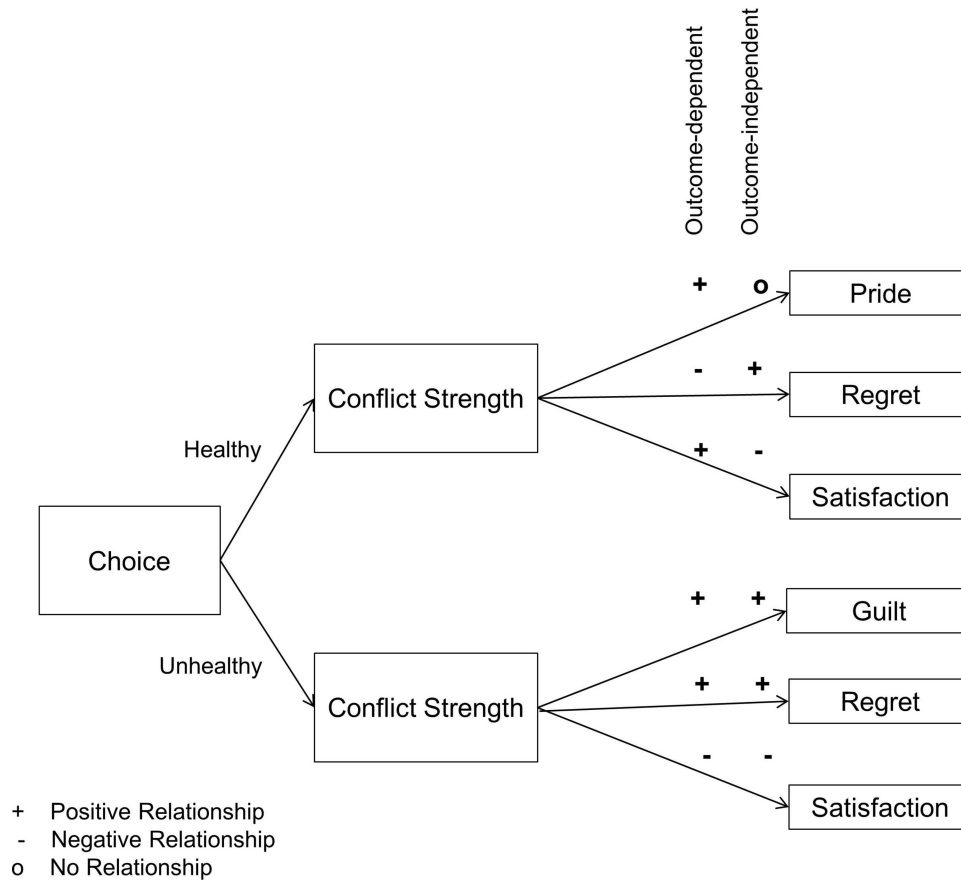 Outcome-dependent
Outcome-independent
+ o
Pride
- +
Regret
+ -
Satisfaction
Conflict Strength
Healthy
Choice
Unhealthy
Conflict Strength
+ +
Guilt
+ +
Regret
- -
Satisfaction
+ Positive Relationship
- Negative Relationship
o No Relationship